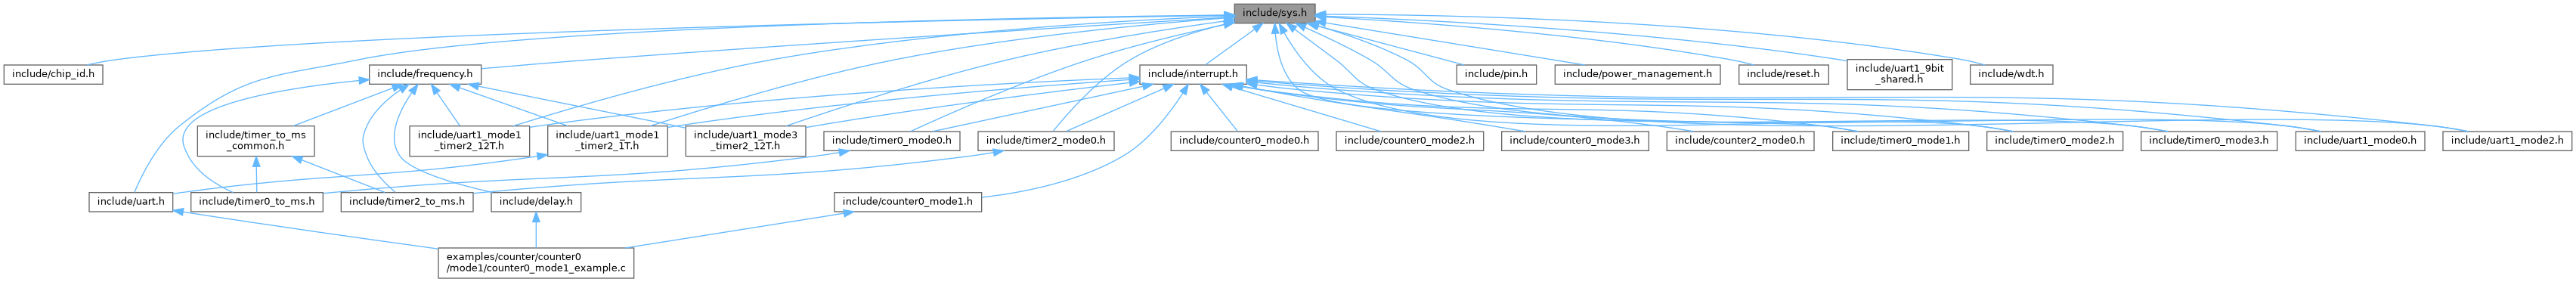 include/sys.h
include/chip_id.h
include/frequency.h
include/interrupt.h
include/pin.h
include/power_management.h
include/reset.h
include/uart1_9bit
_shared.h
include/wdt.h
include/timer_to_ms
_common.h
include/uart1_mode1
_timer2_12T.h
include/uart1_mode1
_timer2_1T.h
include/uart1_mode3
_timer2_12T.h
include/timer0_mode0.h
include/timer2_mode0.h
include/counter0_mode0.h
include/counter0_mode2.h
include/counter0_mode3.h
include/counter2_mode0.h
include/timer0_mode1.h
include/timer0_mode2.h
include/timer0_mode3.h
include/uart1_mode0.h
include/uart1_mode2.h
include/uart.h
include/timer0_to_ms.h
include/timer2_to_ms.h
include/delay.h
include/counter0_mode1.h
examples/counter/counter0
/mode1/counter0_mode1_example.c